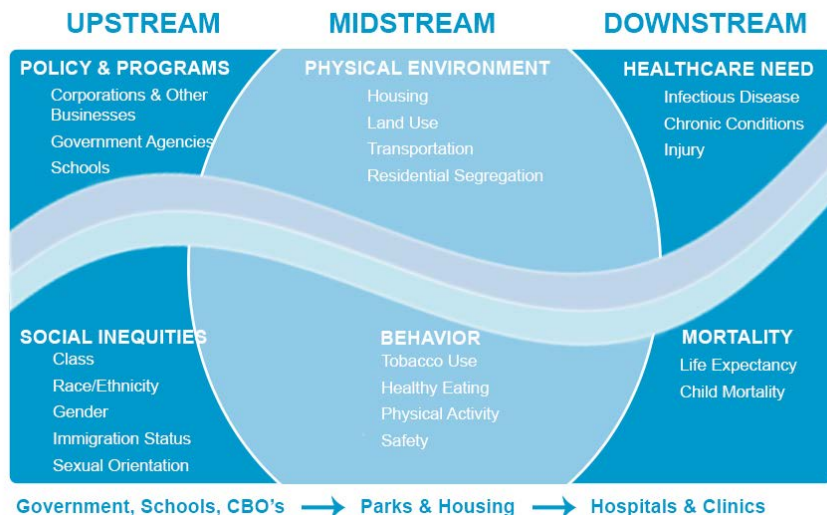 UPSTREAM
MIDSTREAM
DOWNSTREAM
POLICY & PROGRAMS
Corporations & Other
Businesses
Government Agencies
Schools
PHYSICAL ENVIRONMENT
Housing
Land Use
Transportation
Residential Segregation
HEALTHCARE NEED
Infectious Disease
Chronic Conditions
Injury
SOCIAL INEQUITIES
Class
Race/Ethnicity
Gender
Immigration Status
Sexual Orientation
BEHAVIOR
Tobacco Use
Healthy Eating
Physical Activity
Safety
MORTALITY
Life Expectancy
Child Mortality
Government, Schools, CBO's → Parks & Housing → Hospitals & Clinics